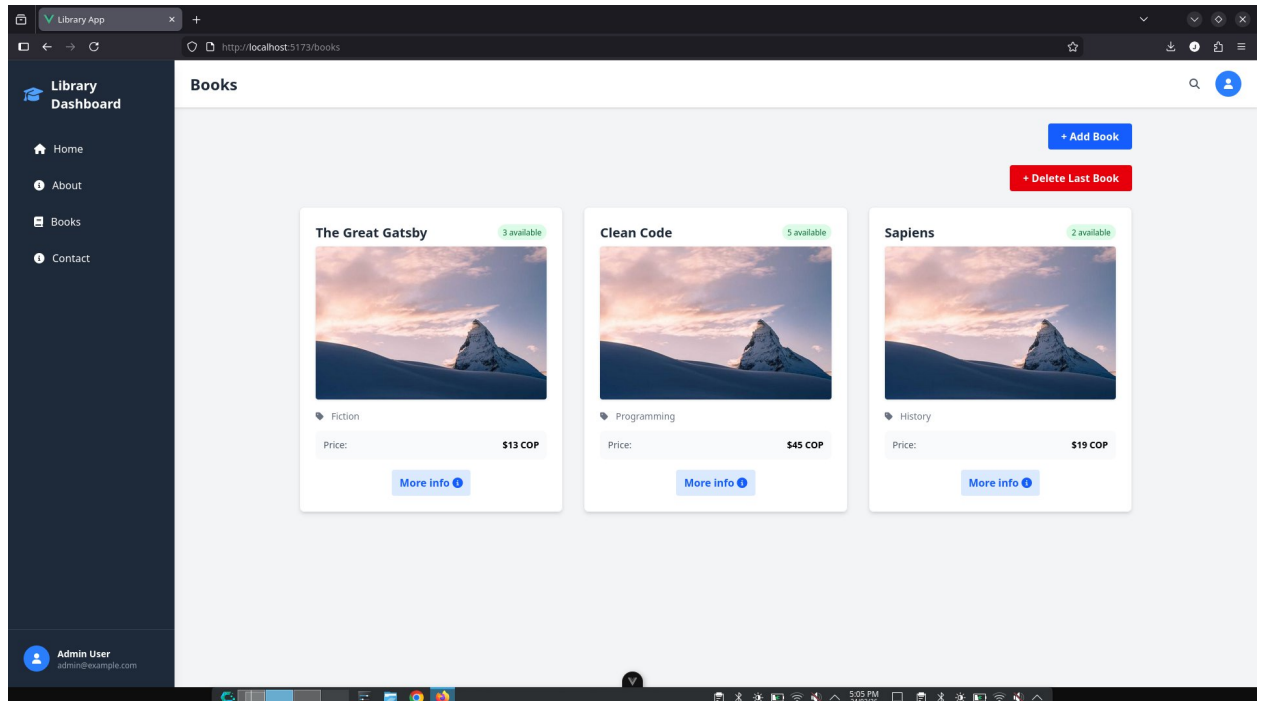 Library App
http://localhost:5173/books
Library
Dashboard
Home
About
Books
Contact
Admin User
admin@example.com
Books
+ Add Book
+ Delete Last Book
The Great Gatsby
3 available
Fiction
Price:
$13 COP
More info
Clean Code
5 available
Programming
Price:
$45 COP
More info
Sapiens
2 available
History
Price:
$19 COP
More info
5:05 PM